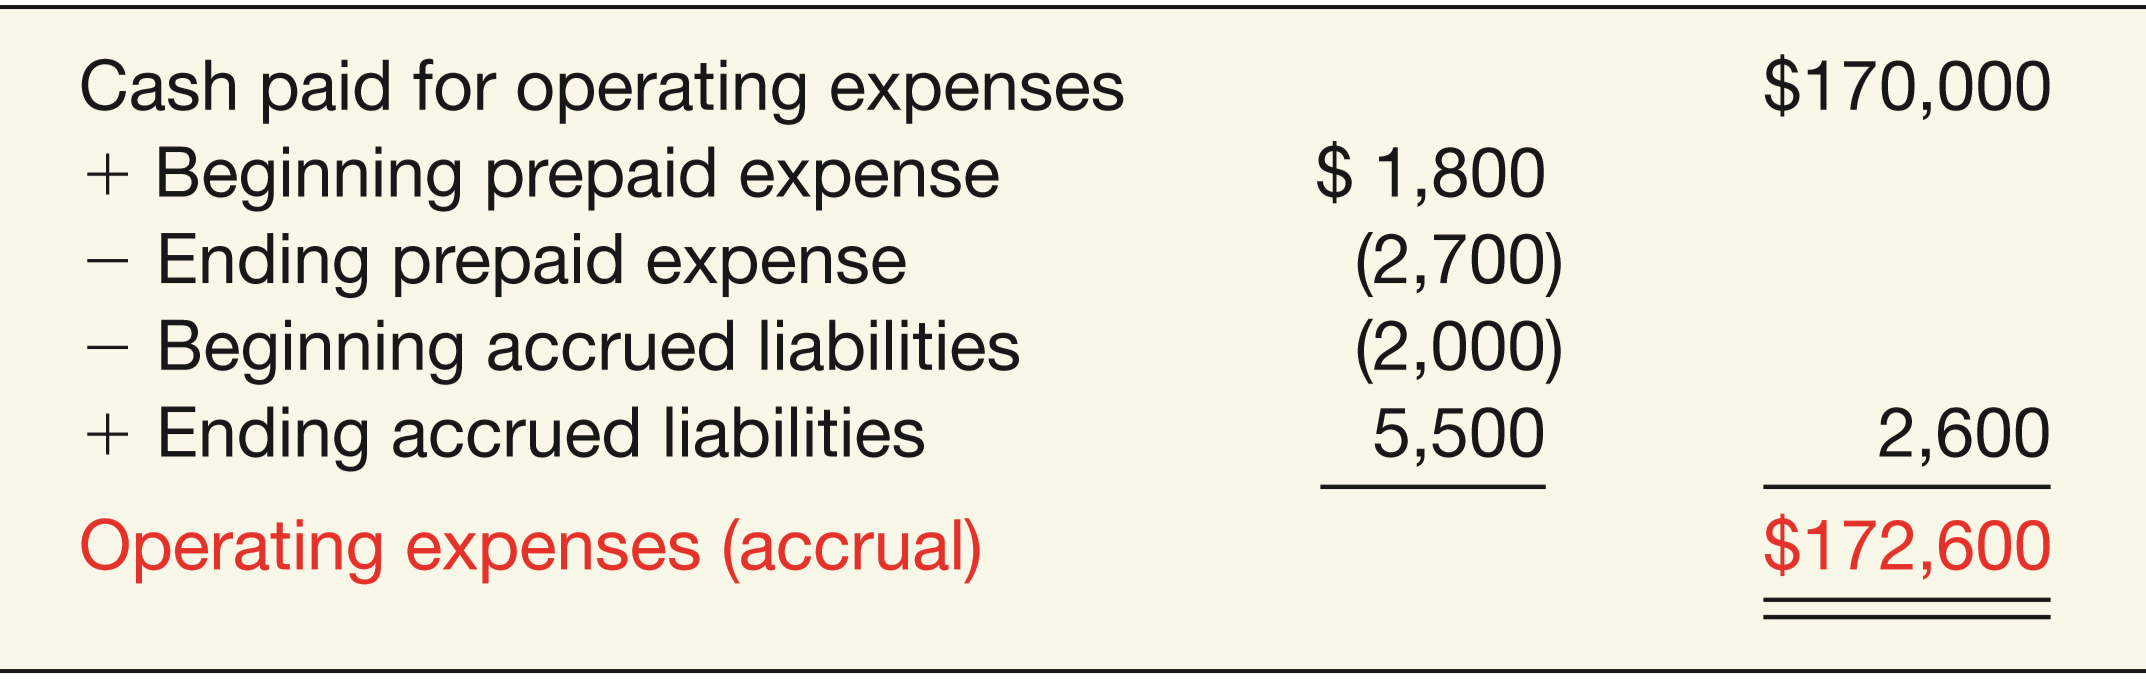 Cash paid for operating expenses $170,000
+ Beginning prepaid expense $ 1,800
− Ending prepaid expense (2,700)
− Beginning accrued liabilities (2,000)
+ Ending accrued liabilities 5,500 2,600
Operating expenses (accrual) $172,600